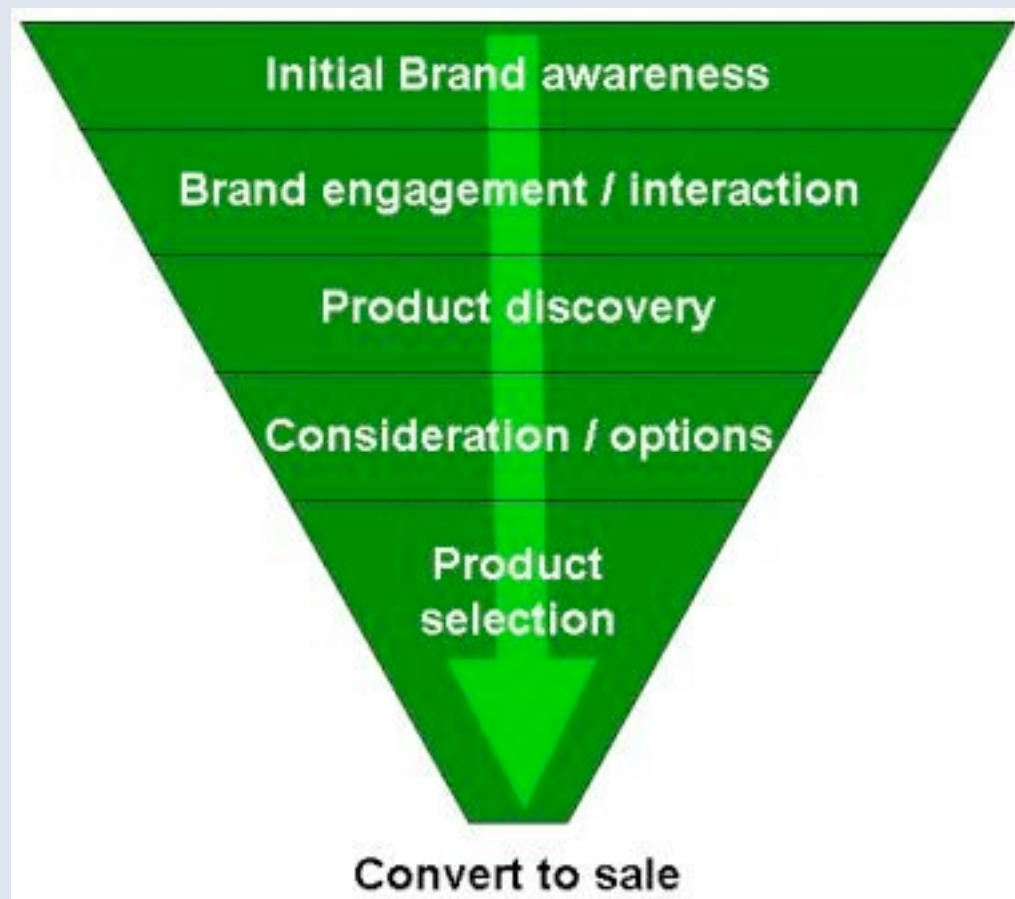 Initial Brand awareness
Brand engagement / interaction
Product discovery
Consideration / options
Product
selection
Convert to sale